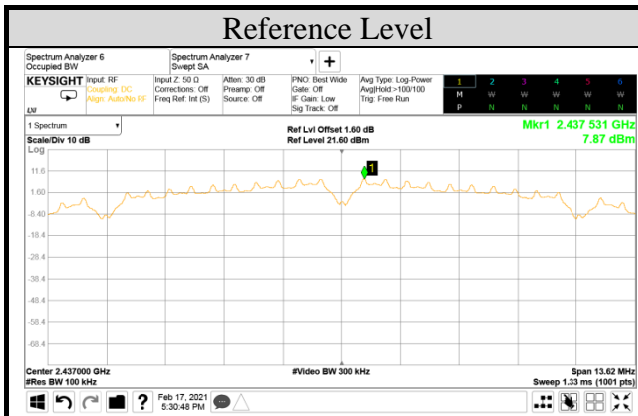 Reference Level
Spectrum Analyzer 6
Occupied BW
Spectrum Analyzer 7
Swept SA
+
KEYSIGHT
Input: RF
Coupling: DC
Align: Auto/No RF
LXI
Input Z: 50 Ω
Corrections: Off
Freq Ref: Int (S)
Atten: 30 dB
Preamp: Off
Source: Off
PNO: Best Wide
Gate: Off
IF Gain: Low
Sig Track: Off
Avg Type: Log-Power
Avg|Hold:>100/100
Trig: Free Run
1 2 3 4 5 6
M W W W W W
P N N N N N
1 Spectrum
Scale/Div 10 dB
Ref Lvl Offset 1.60 dB
Ref Level 21.60 dBm
Mkr1 2.437 531 GHz
7.87 dBm
Log
1
11.6
1.60
-8.40
-18.4
-28.4
-38.4
-48.4
-58.4
-68.4
Center 2.437000 GHz
#Video BW 300 kHz
Span 13.62 MHz
#Res BW 100 kHz
Sweep 1.33 ms (1001 pts)
?
Feb 17, 2021
5:30:48 PM